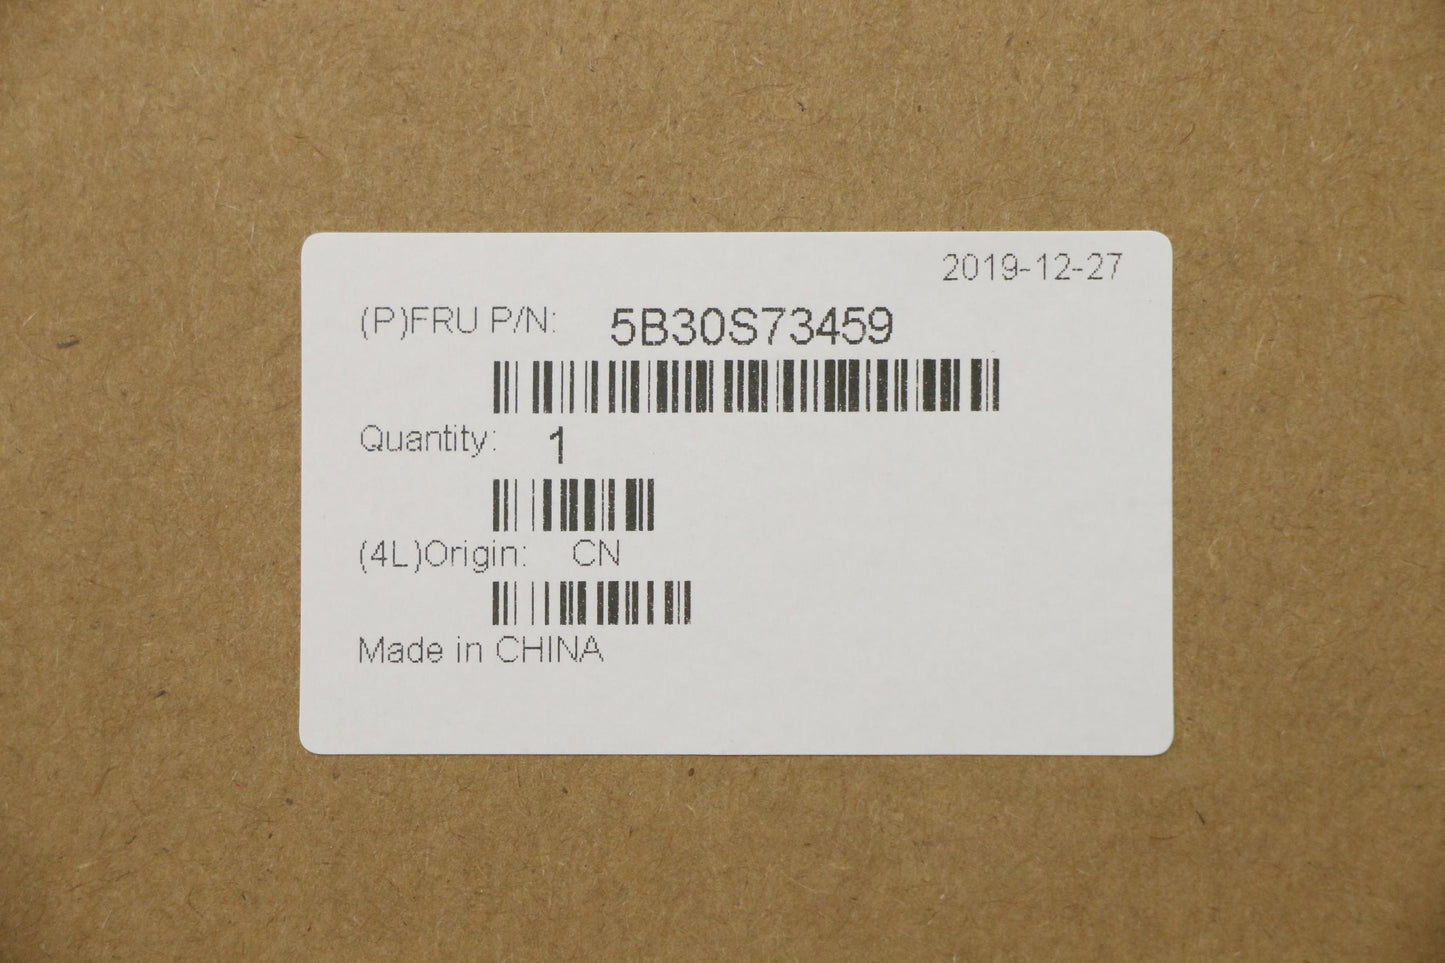 2019-12-27
(P)FRU P/N: 5B30S73459
Quantity: 1
(4L)Origin: CN
Made in CHINA